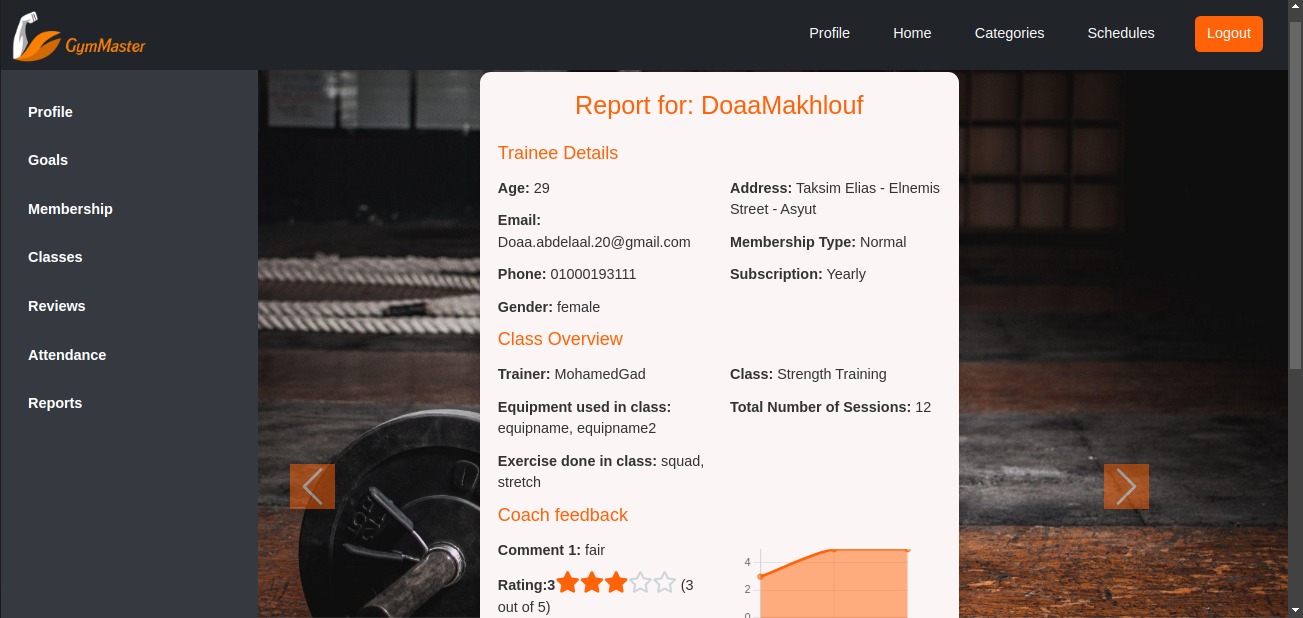 GymMaster
Profile
Home
Categories
Schedules
Logout
Profile
Goals
Membership
Classes
Reviews
Attendance
Reports
Report for: DoaaMakhlouf
Trainee Details
Age: 29
Email:
Doaa.abdelaal.20@gmail.com
Phone: 01000193111
Gender: female
Address: Taksim Elias - Elnemis
Street - Asyut
Membership Type: Normal
Subscription: Yearly
Class Overview
Trainer: MohamedGad
Equipment used in class:
equipname, equipname2
Exercise done in class: squad,
stretch
Class: Strength Training
Total Number of Sessions: 12
Coach feedback
Comment 1: fair
Rating:3 (3
out of 5)
4
2
0